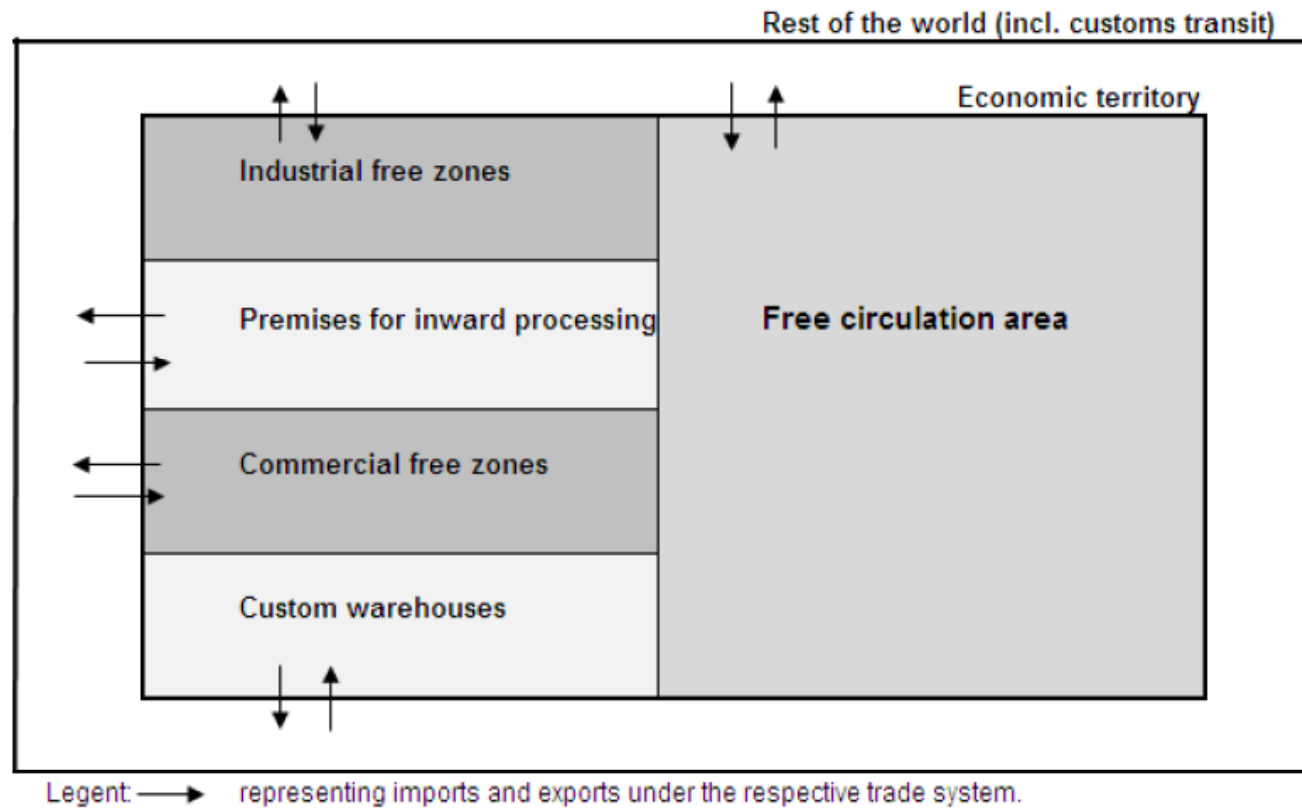 Rest of the world (incl. customs transit)
Economic territory
Industrial free zones
Premises for inward processing
Free circulation area
Commercial free zones
Custom warehouses
Legent: representing imports and exports under the respective trade system.